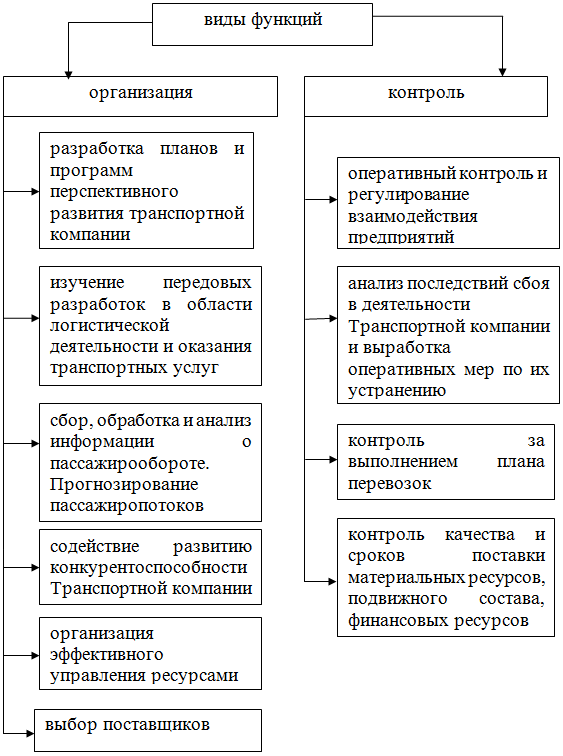 виды функций
организация
разработка планов и
программ
перспективного
развития транспортной
компании
изучение передовых
разработок в области
логистической
деятельности и оказания
транспортных услуг
сбор, обработка и анализ
информации о
пассажирообороте.
Прогнозирование
пассажиропотоков
содействие развитию
конкурентоспособности
Транспортной компании
организация
эффективного
управления ресурсами
выбор поставщиков
контроль
оперативный контроль и
регулирование
взаимодействия
предприятий
анализ последствий сбоя
в деятельности
Транспортной компании
и выработка
оперативных мер по их
устранению
контроль за
выполнением плана
перевозок
контроль качества и
сроков поставки
материальных ресурсов,
подвижного состава,
финансовых ресурсов